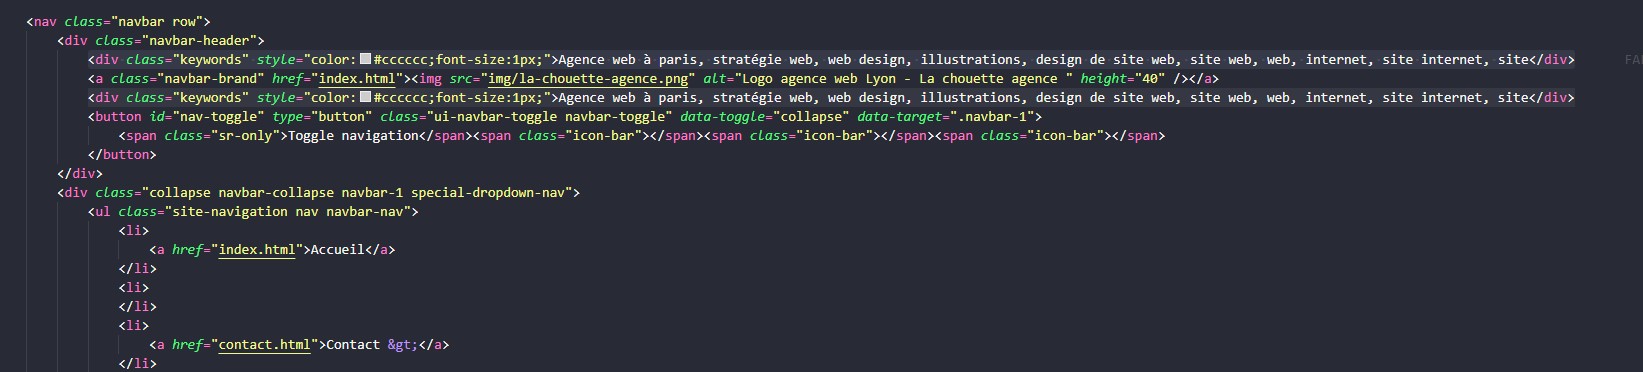 <nav class="navbar row">
<div class="navbar-header">
<div class="keywords" style="color:#cccccc;font-size:1px;">Agence web à paris, stratégie web, web design, illustrations, design de site web, site web, web, internet, site internet, site</div>
<a class="navbar-brand" href="index.html"><img src="img/la-chouette-agence.png" alt="Logo agence web Lyon - La chouette agence " height="40" /></a>
<div class="keywords" style="color:#cccccc;font-size:1px;">Agence web à paris, stratégie web, web design, illustrations, design de site web, site web, web, internet, site internet, site</div>
<button id="nav-toggle" type="button" class="ui-navbar-toggle navbar-toggle" data-toggle="collapse" data-target=".navbar-1">
<span class="sr-only">Toggle navigation</span><span class="icon-bar"></span><span class="icon-bar"></span><span class="icon-bar"></span>
</button>
</div>
<div class="collapse navbar-collapse navbar-1 special-dropdown-nav">
<ul class="site-navigation nav navbar-nav">
<li>
<a href="index.html">Accueil</a>
</li>
<li>
</li>
<li>
<a href="contact.html">Contact &gt;</a>
</li>